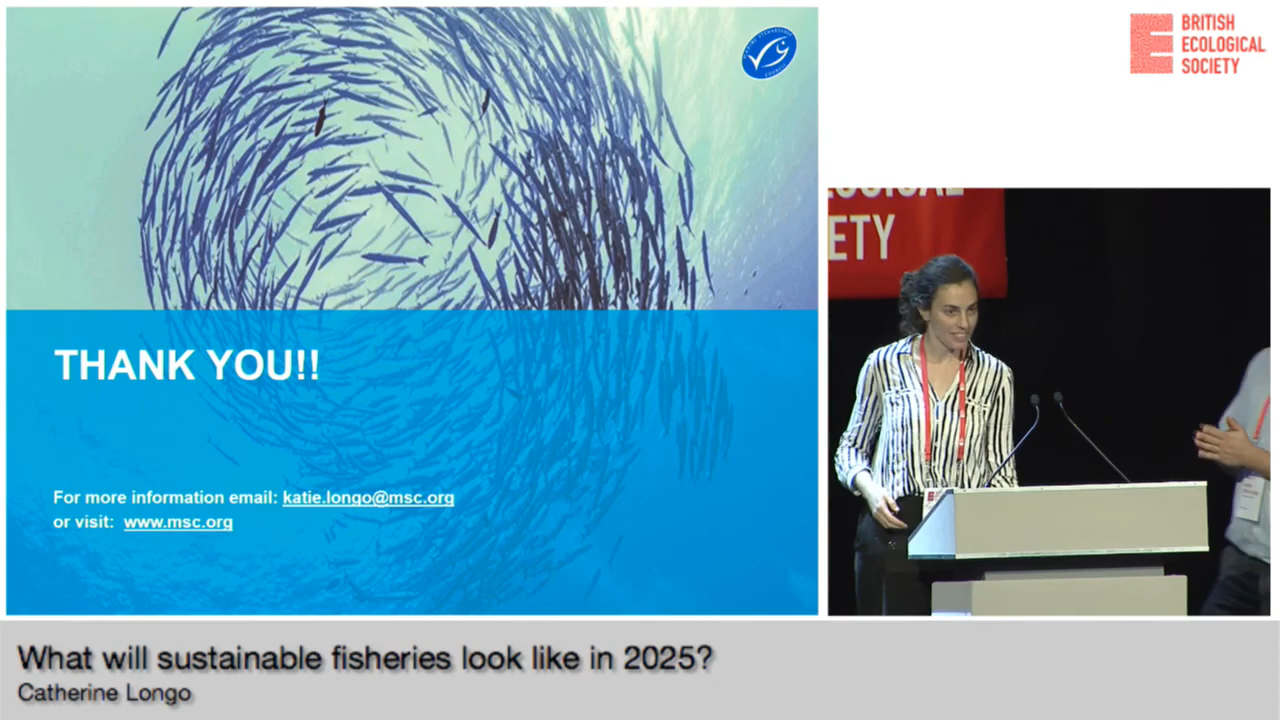 BRITISH
ECOLOGICAL
SOCIETY
ETY
THANK YOU!!
For more information email: katie.longo@msc.org
or visit: www.msc.org
What will sustainable fisheries look like in 2025?
Catherine Longo